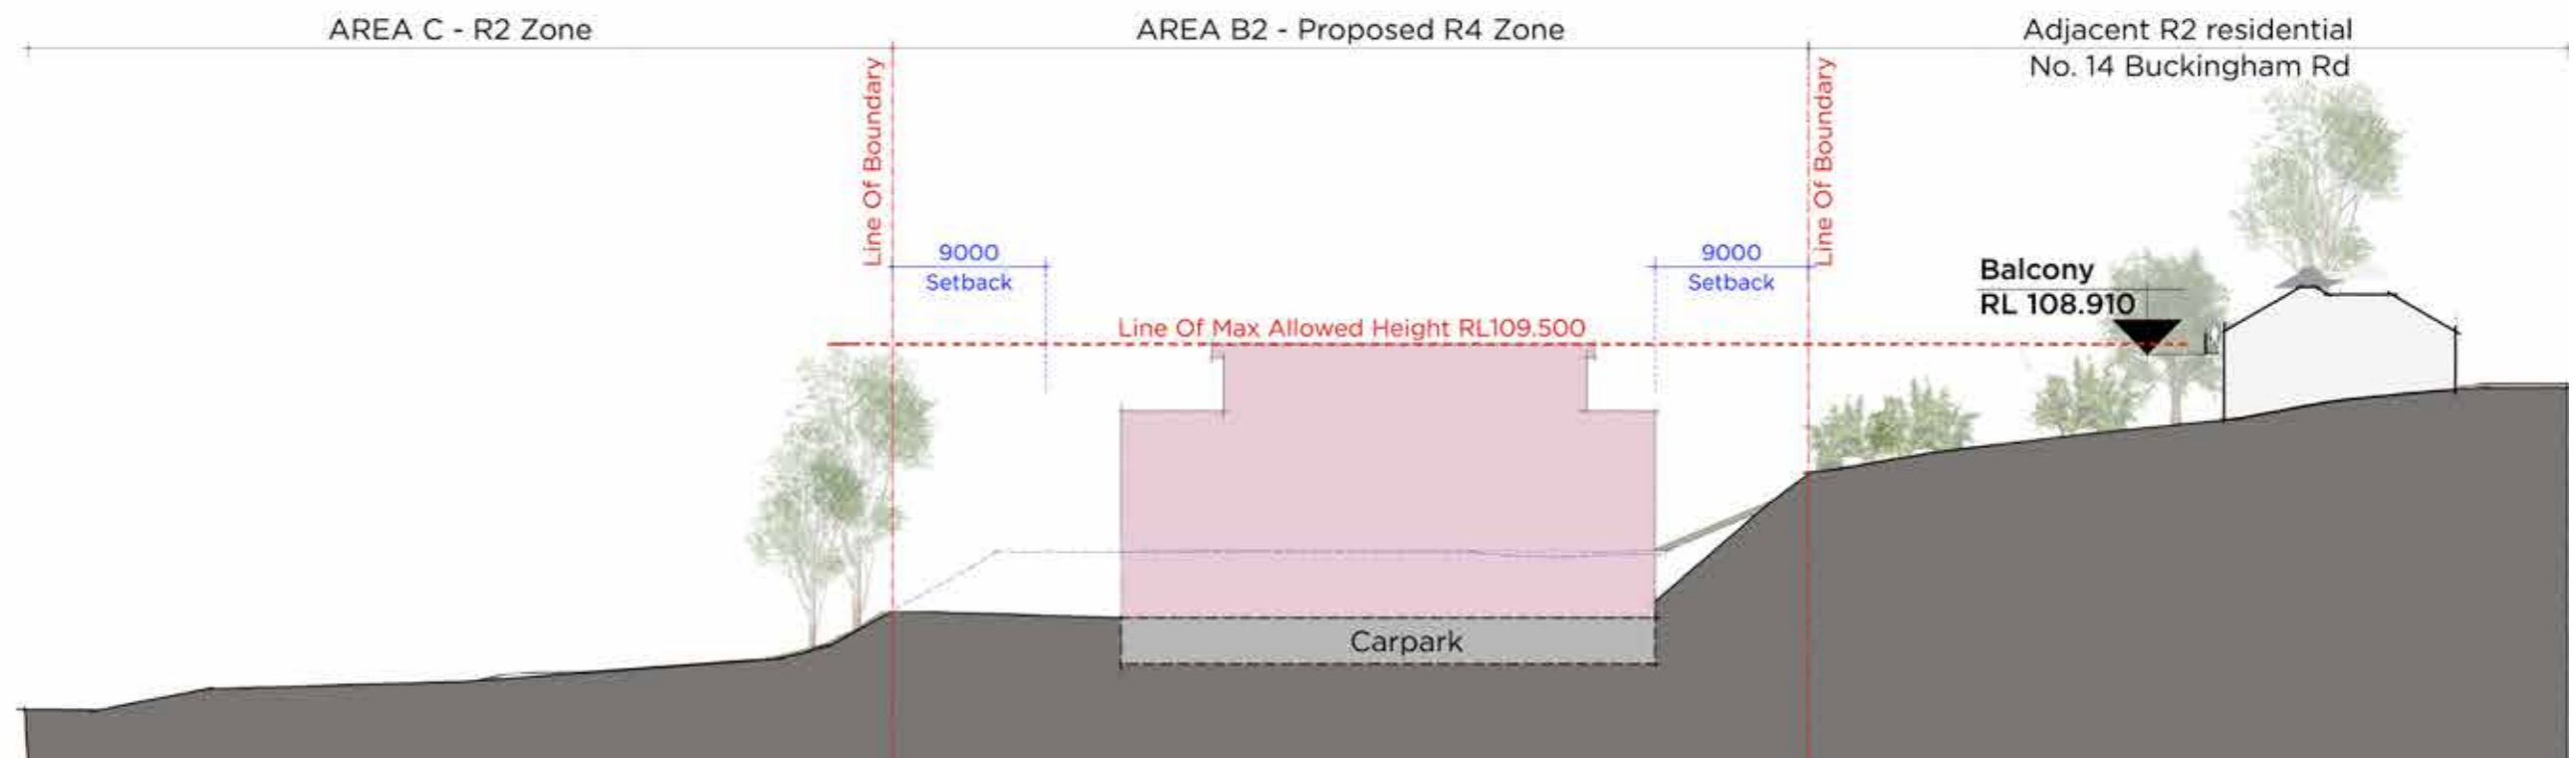 AREA C - R2 Zone
AREA B2 - Proposed R4 Zone
Adjacent R2 residential
No. 14 Buckingham Rd
Line Of Boundary
Line Of Boundary
9000
Setback
9000
Setback
Balcony
RL 108.910
Line Of Max Allowed Height RL109.500
Carpark